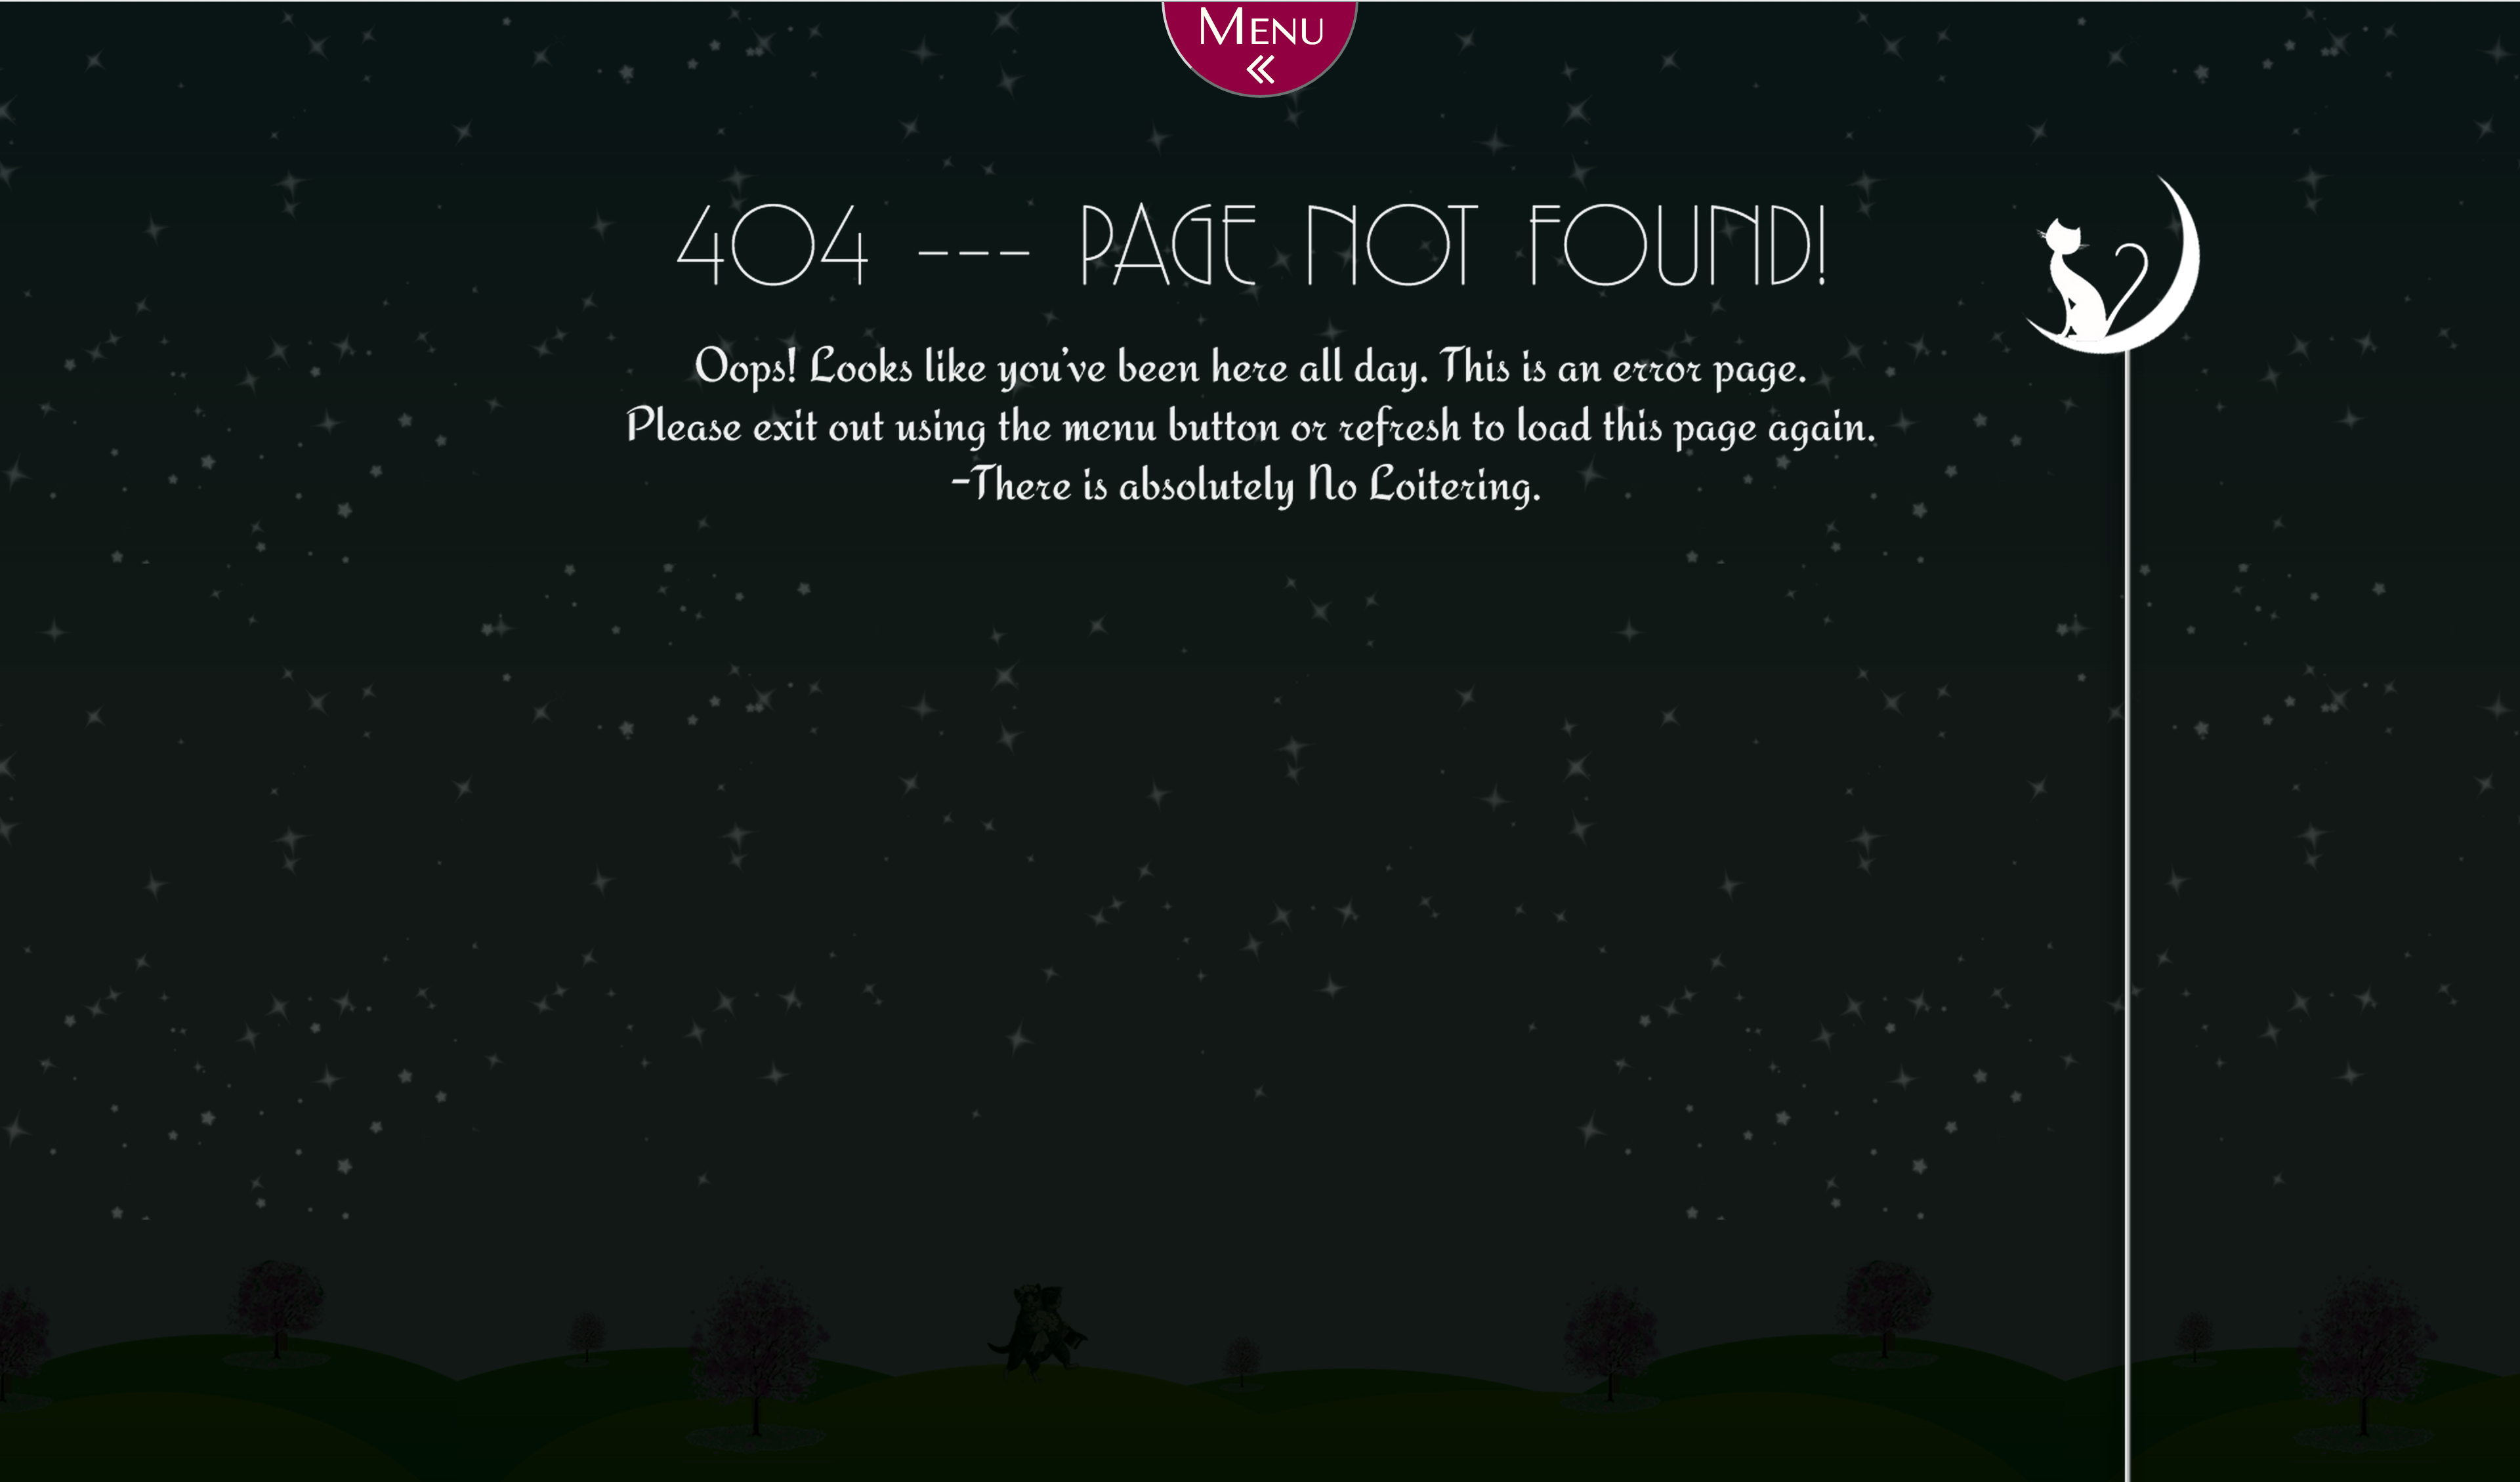 Menu
404 --- PAGE NOT FOUND!
Oops! Looks like you've been here all day. This is an error page.
Please exit out using the menu button or refresh to load this page again.
-There is absolutely No Loitering.